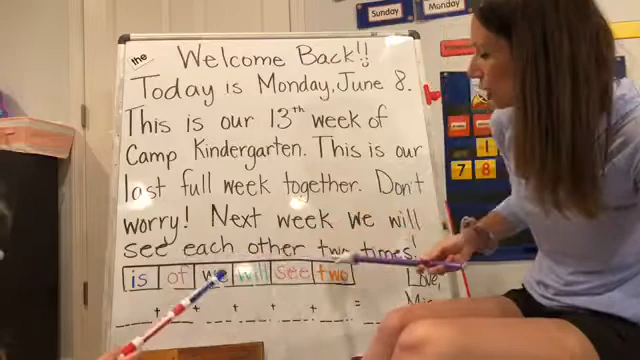 Sunday Monday
the
Welcome Back!!
Today is Monday, June 8.
This is our 13th week of
Camp Kindergarten. This is our
last full week together. Don't
worry! Next week we will
see each other two times!
is of we will see two
Love,
+ + + + + =
1
7 8